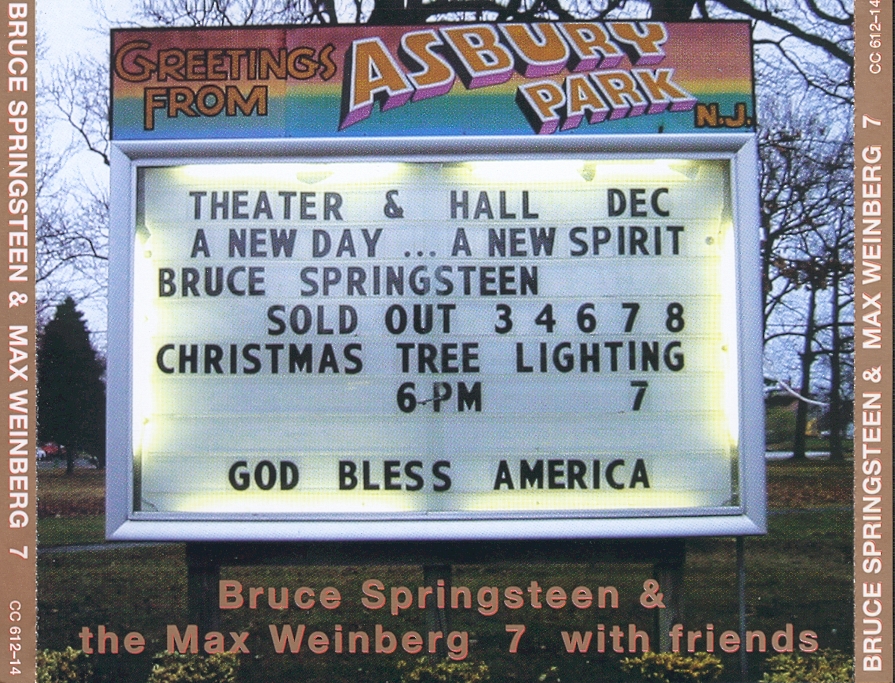 BRUCE SPRINGSTEEN & MAX WEINBERG 7
CC 612-14
GREETINGS FROM
ASBURY PARK
N.J.
THEATER & HALL DEC
A NEW DAY ... A NEW SPIRIT
BRUCE SPRINGSTEEN
SOLD OUT 3 4 6 7 8
CHRISTMAS TREE LIGHTING
6-PM 7
GOD BLESS AMERICA
Bruce Springsteen &
the Max Weinberg 7 with friends
BRUCE SPRINGSTEEN & MAX WEINBERG 7
CC 612-14